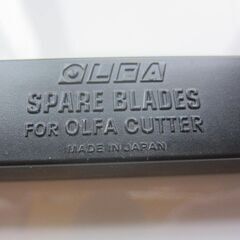 OLFA
SPARE BLADES
FOR OLFA CUTTER
MADE IN JAPAN